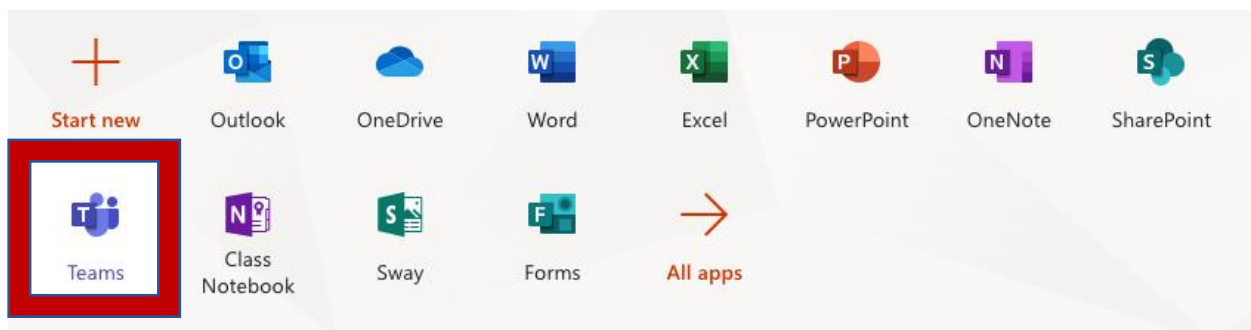 Start new
Outlook
OneDrive
Word
Excel
PowerPoint
OneNote
SharePoint
Teams
Class
Notebook
Sway
Forms
All apps